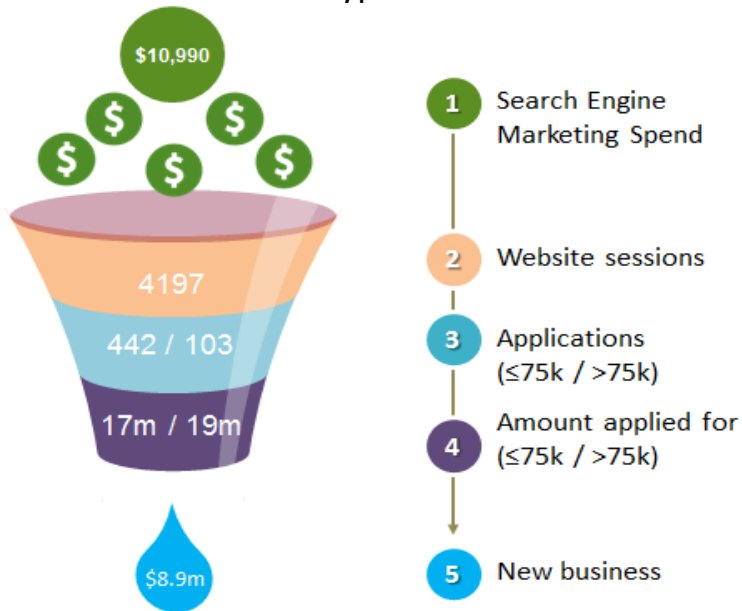 $10,990
$ $
$ $ $
4197
442 / 103
17m / 19m
$8.9m
1 Search Engine
Marketing Spend
2 Website sessions
3 Applications
(≤75k / >75k)
4 Amount applied for
(≤75k / >75k)
5 New business